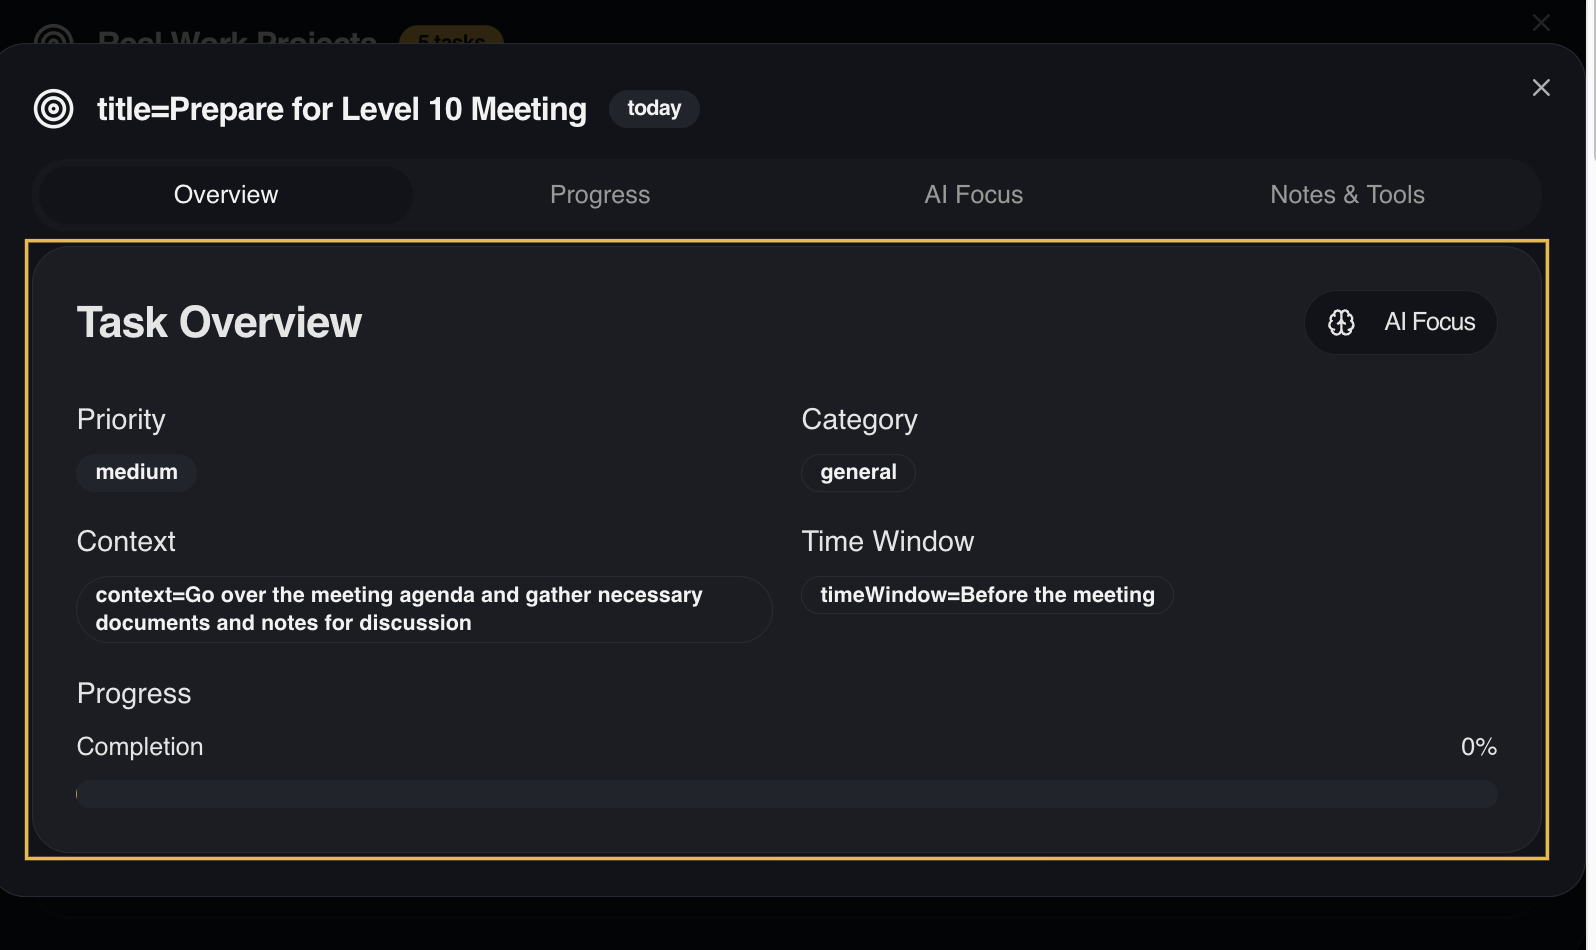 Real Work Projects 5 tasks
title=Prepare for Level 10 Meeting today
Overview Progress AI Focus Notes & Tools
Task Overview AI Focus
Priority Category
medium general
Context Time Window
context=Go over the meeting agenda and gather necessary timeWindow=Before the meeting
documents and notes for discussion
Progress
Completion 0%